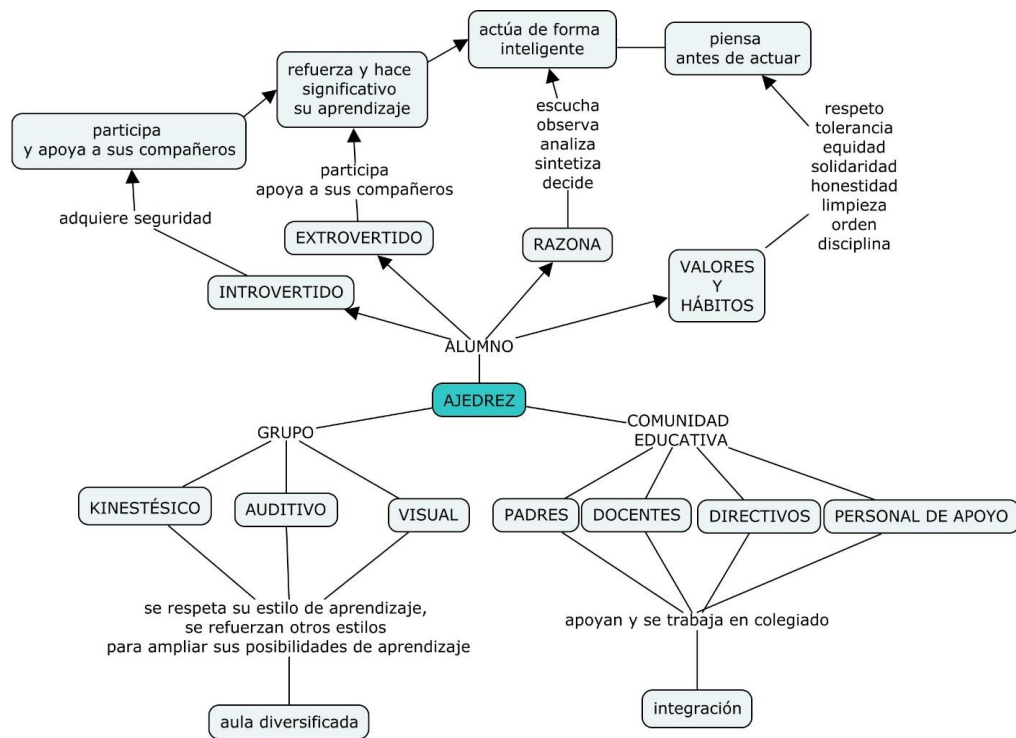 actúa de forma
inteligente
piensa
antes de actuar
refuerza y hace
significativo
su aprendizaje
participa
y apoya a sus compañeros
escucha
observa
analiza
sintetiza
decide
respeto
tolerancia
equidad
solidaridad
honestidad
limpieza
orden
disciplina
participa
apoya a sus compañeros
adquiere seguridad
EXTROVERTIDO
RAZONA
INTROVERTIDO
VALORES
Y
HÁBITOS
ALUMNO
AJEDREZ
GRUPO
COMUNIDAD
EDUCATIVA
KINESTÉSICO
AUDITIVO
VISUAL
PADRES
DOCENTES
DIRECTIVOS
PERSONAL DE APOYO
se respeta su estilo de aprendizaje,
se refuerzan otros estilos
para ampliar sus posibilidades de aprendizaje
apoyan y se trabaja en colegiado
aula diversificada
integración